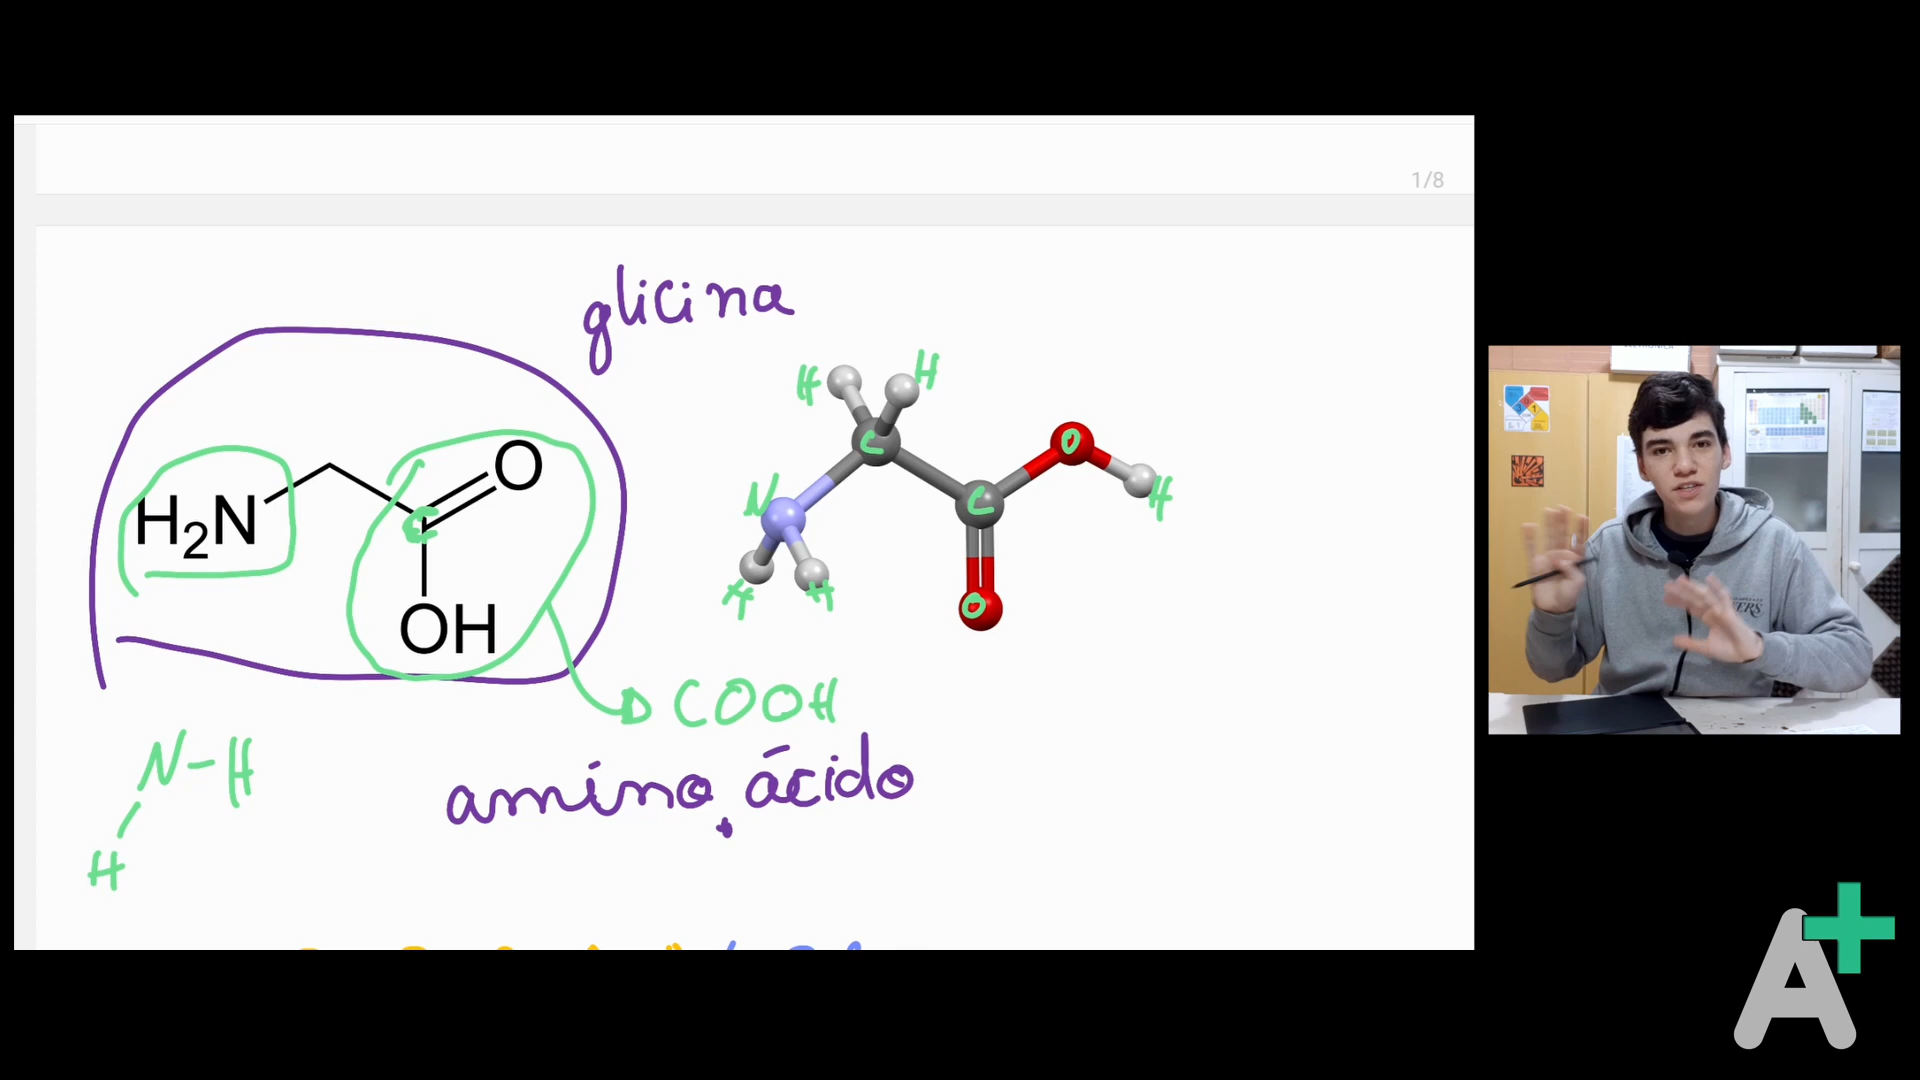 1/8
glicina
H H
H₂N C O
C
C O
N H
H H
O
OH
COOH
N-H
H
amino ácido
A+